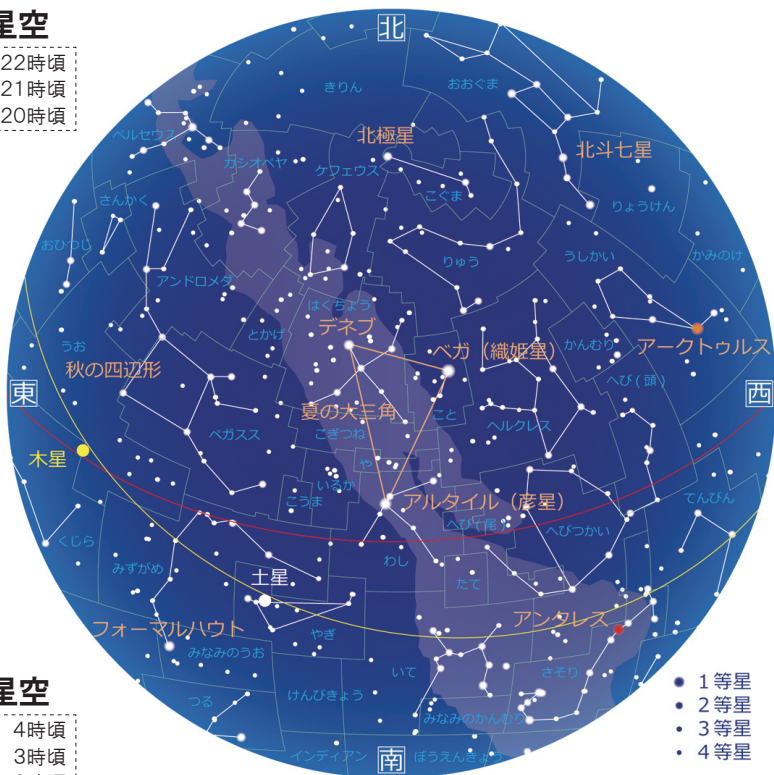 星空
22時頃
21時頃
20時頃
北
きりん
おおぐま
北極星
北斗七星
ペルセウス
カシオペヤ
ケフェウス
こぐま
りょうけん
さんかく
おひつじ
アンドロメダ
りゅう
うしかい
かみのけ
はくちょう
とかげ
デネブ
ベガ（織姫星）
かんむり
アークトゥルス
うお
秋の四辺形
へび(頭)
東
西
夏の大三角
こと
ヘルクレス
ペガスス
こぎつね
木星
や
いるか
こうま
アルタイル（彦星）
てんびん
へび(尾)
へびつかい
くじら
わし
みずがめ
土星
たて
フォーマルハウト
やぎ
アンタレス
みなみのうお
いて
さそり
つる
けんびきょう
みなみのかんむり
インディアン
南
ぼうえんきょう
1等星
2等星
3等星
4等星
星空
4時頃
3時頃